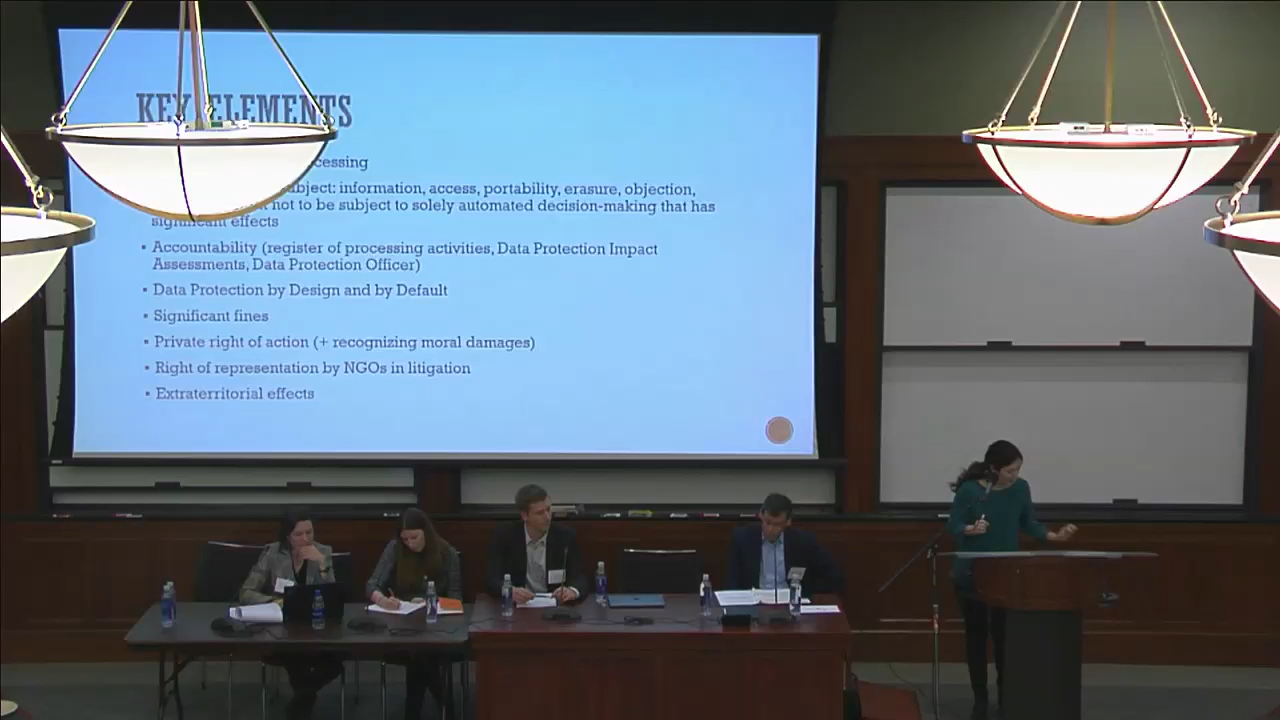 KEY ELEMENTS
cessing
bject: information, access, portability, erasure, objection,
not to be subject to solely automated decision-making that has
significant effects
▪ Accountability (register of processing activities, Data Protection Impact
Assessments, Data Protection Officer)
▪ Data Protection by Design and by Default
▪ Significant fines
▪ Private right of action (+ recognizing moral damages)
▪ Right of representation by NGOs in litigation
▪ Extraterritorial effects